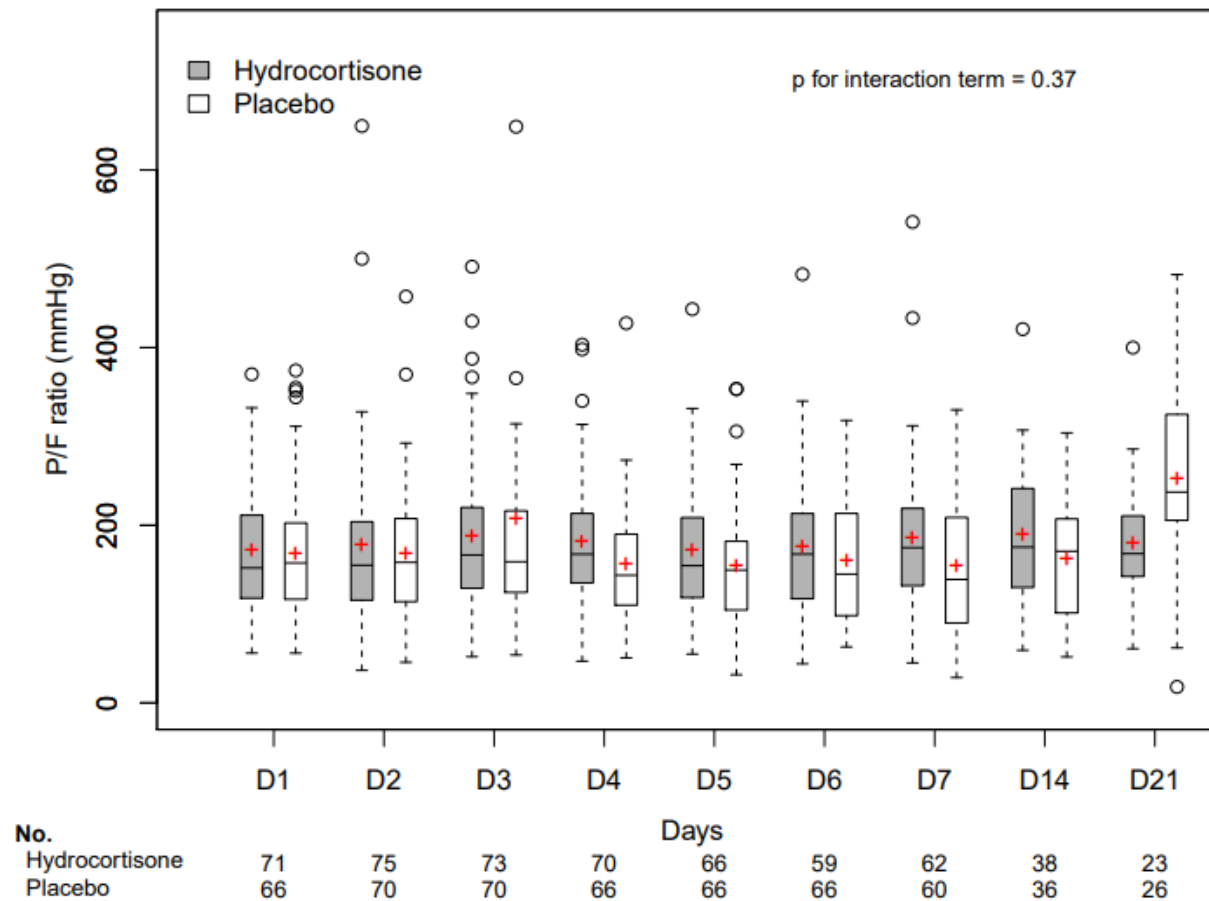 Hydrocortisone
Placebo
p for interaction term = 0.37
P/F ratio (mmHg)
600
400
200
0
D1 D2 D3 D4 D5 D6 D7 D14 D21
Days
No.
Hydrocortisone 71 75 73 70 66 59 62 38 23
Placebo 66 70 70 66 66 66 60 36 26